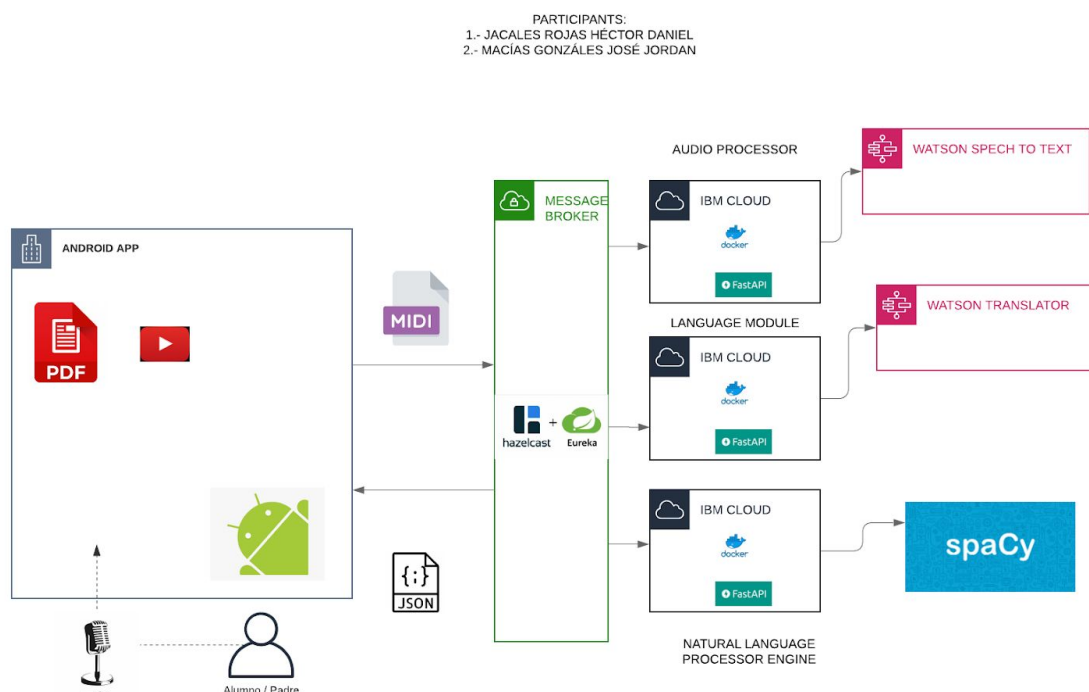 PARTICIPANTS:
1.- JACALES ROJAS HÉCTOR DANIEL
2.- MACÍAS GONZÁLES JOSÉ JORDAN
AUDIO PROCESSOR
WATSON SPECH TO TEXT
MESSAGE
BROKER
IBM CLOUD
docker
FastAPI
ANDROID APP
PDF
MIDI
LANGUAGE MODULE
WATSON TRANSLATOR
IBM CLOUD
docker
FastAPI
hazelcast + Eureka
IBM CLOUD
docker
FastAPI
spaCy
{;}
JSON
NATURAL LANGUAGE
PROCESSOR ENGINE
Alumno / Padre